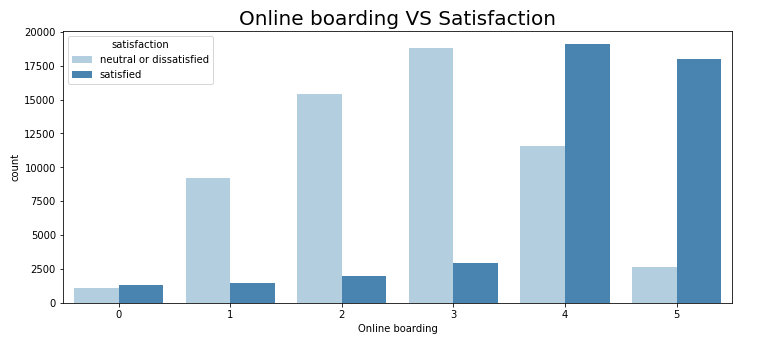 Online boarding VS Satisfaction
satisfaction
neutral or dissatisfied
satisfied
20000
17500
15000
12500
10000
7500
5000
2500
0
count
0 1 2 3 4 5
Online boarding